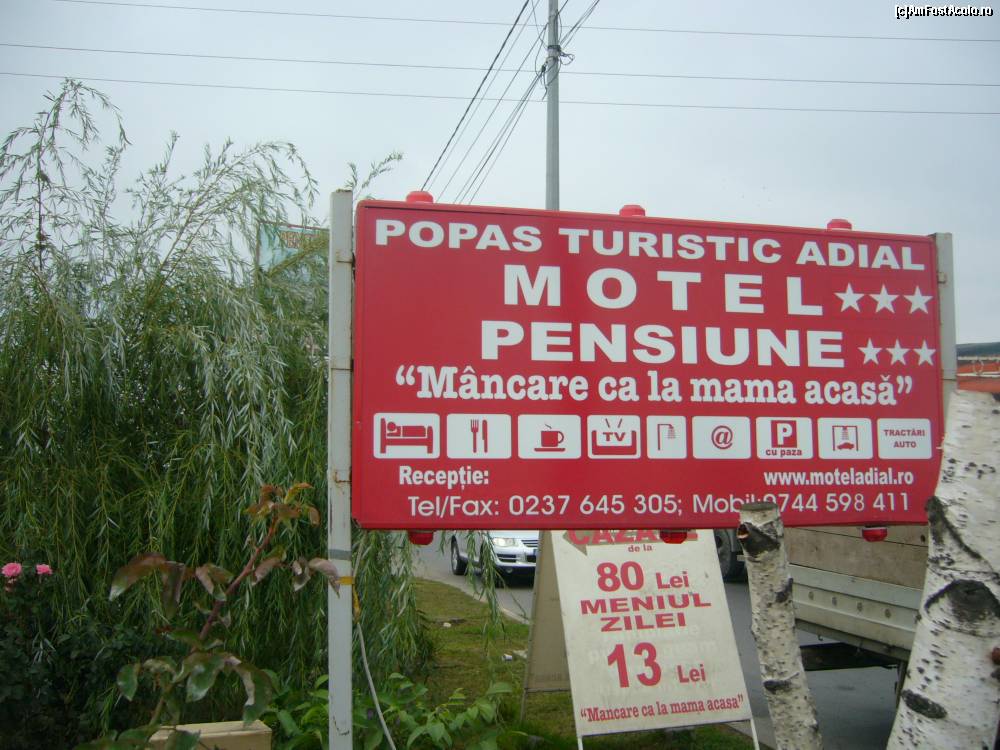 [c]AmFostAcolo.ro
POPAS TURISTIC ADIAL
MOTEL
PENSIUNE
"Mâncare ca la mama acasă"
TV
@
P
cu paza
TRACTĂRI
AUTO
Recepție:
www.moteladial.ro
Tel/Fax: 0237 645 305; Mobil:0744 598 411
CAZARE
de la
80 Lei
MENIUL
ZILEI
13 Lei
"Mancare ca la mama acasa"